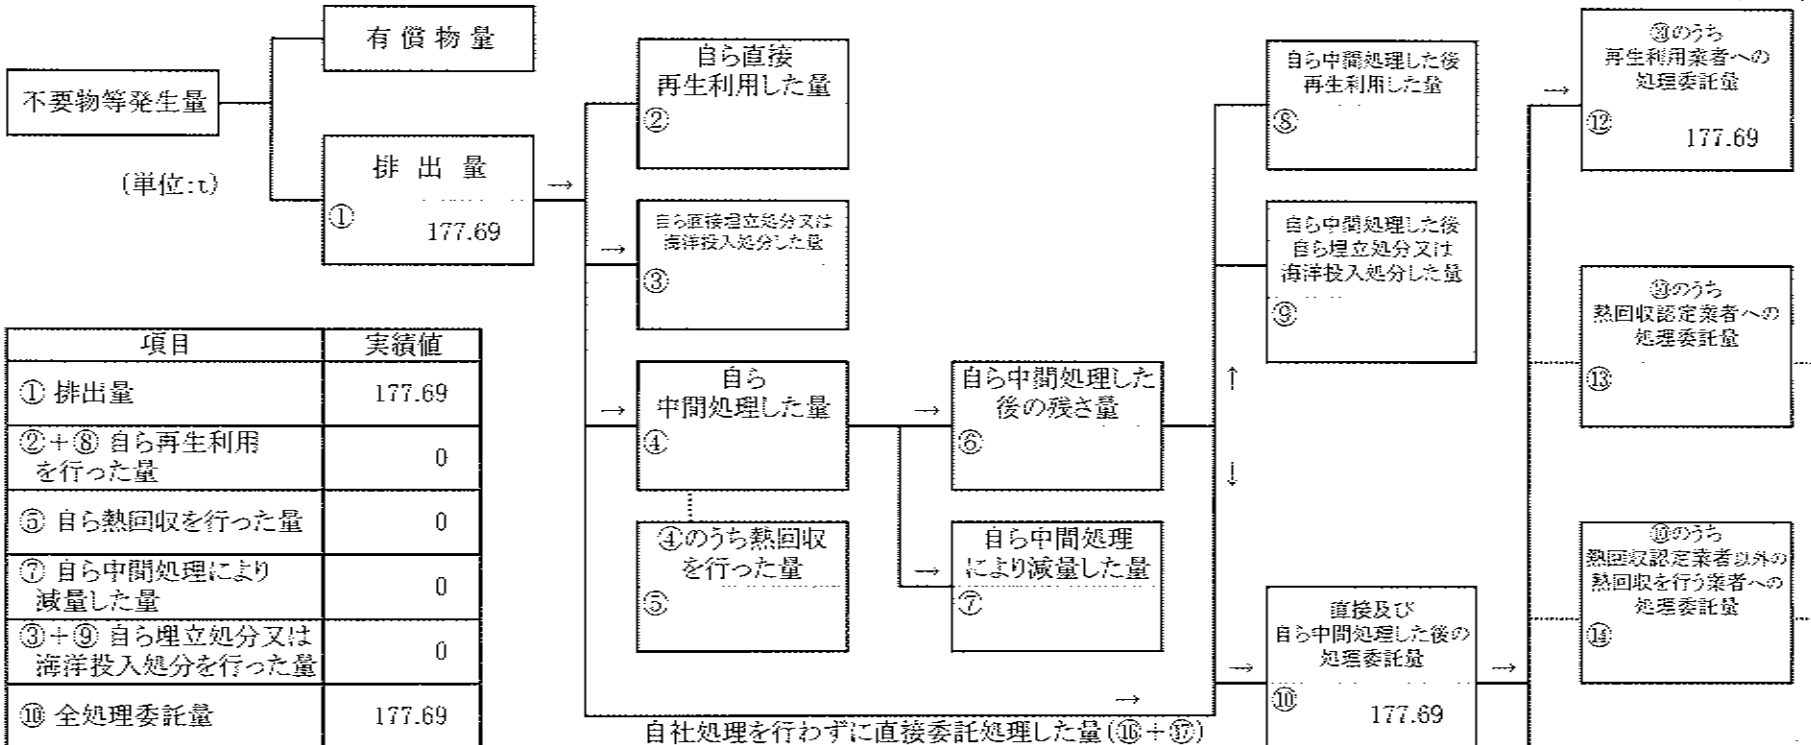 有償物量
不要物等発生量
(単位:t)
排出量
①
177.69
→
自ら直接
再生利用した量
②
→
自ら直接埋立処分又は
海洋投入処分した量
③
→
自ら
中間処理した量
④
④のうち熱回収
を行った量
⑤
→
自ら中間処理した
後の残さ量
⑥
→
自ら中間処理
により減量した量
⑦
↑
↓
自ら中間処理した後
再生利用した量
⑧
自ら中間処理した後
自ら埋立処分又は
海洋投入処分した量
⑨
→
直接及び
自ら中間処理した後の
処理委託量
⑩
177.69
→
→
自社処理を行わずに直接委託処理した量(⑯+⑰)
→
のうち
再生利用業者への
処理委託量
⑫
177.69
のうち
熱回収認定業者への
処理委託量
⑬
⑩のうち
熱回収認定業者以外の
熱回収を行う業者への
処理委託量
⑭
項目 実績値
① 排出量 177.69
②+⑧ 自ら再生利用
を行った量 0
⑤ 自ら熱回収を行った量 0
⑦ 自ら中間処理により
減量した量 0
③+⑨ 自ら埋立処分又は
海洋投入処分を行った量 0
⑩ 全処理委託量 177.69